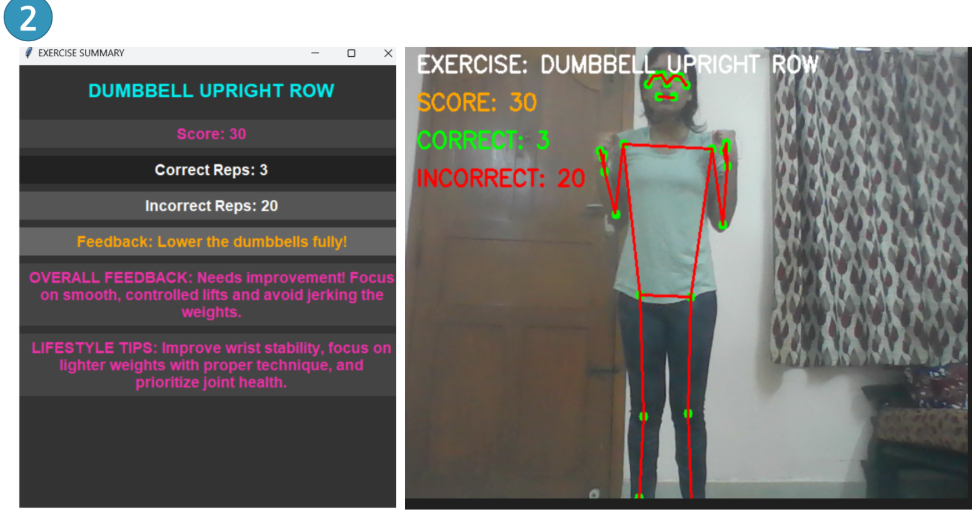 2
EXERCISE SUMMARY
DUMBBELL UPRIGHT ROW
Score: 30
Correct Reps: 3
Incorrect Reps: 20
Feedback: Lower the dumbbells fully!
OVERALL FEEDBACK: Needs improvement! Focus
on smooth, controlled lifts and avoid jerking the
weights.
LIFESTYLE TIPS: Improve wrist stability, focus on
lighter weights with proper technique, and
prioritize joint health.
EXERCISE: DUMBBELL UPRIGHT ROW
SCORE: 30
CORRECT: 3
INCORRECT: 20